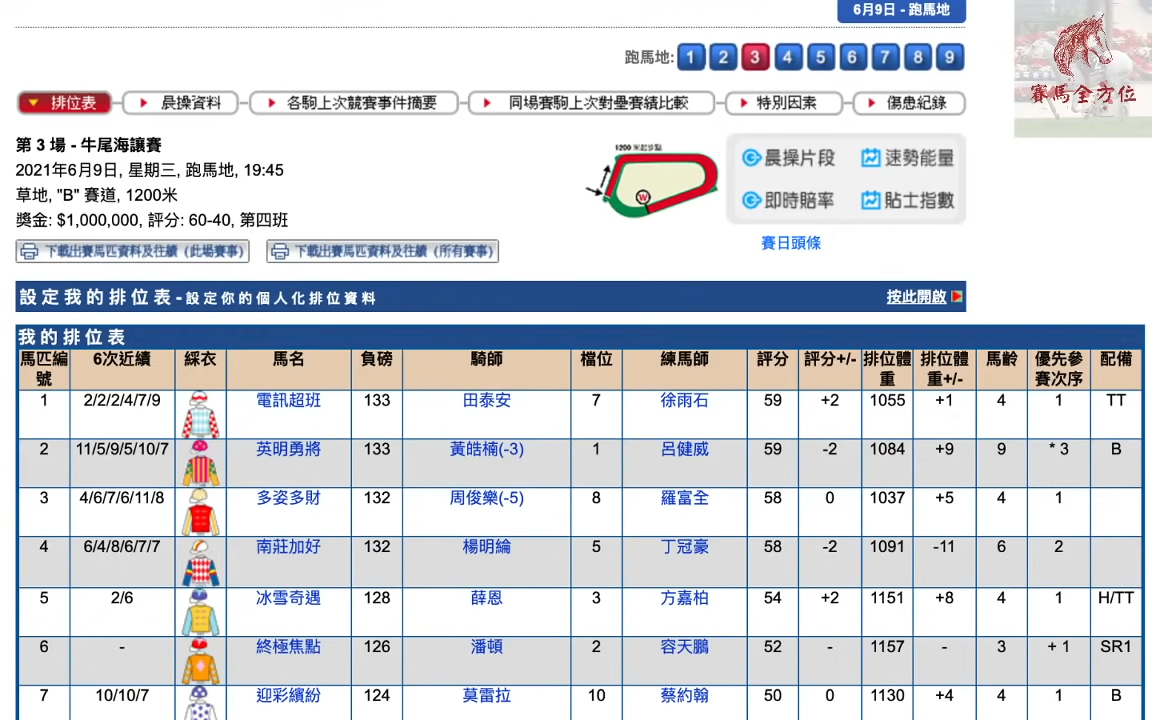 6月9日 - 跑馬地
跑馬地: 1 2 3 4 5 6 7 8 9
賽馬全方位
排位表 晨操資料 各駒上次競賽事件摘要 同場賽駒上次對壘賽績比較 特別因素 傷患紀錄
第 3 場 - 牛尾海讓賽
2021年6月9日, 星期三, 跑馬地, 19:45
草地, "B" 賽道, 1200米
獎金: $1,000,000, 評分: 60-40, 第四班
1200 米起步點
W
晨操片段 速勢能量
即時賠率 貼士指數
賽日頭條
下載出賽馬匹資料及往績 (此場賽事) 下載出賽馬匹資料及往績 (所有賽事)
設定我的排位表 - 設定你的個人化排位資料 按此開啟
我的排位表
馬匹編號 6次近績 綵衣 馬名 負磅 騎師 檔位 練馬師 評分 評分+/- 排位體重 排位體重+/- 馬齡 優先參賽次序 配備
1 2/2/2/4/7/9 電訊超班 133 田泰安 7 徐雨石 59 +2 1055 +1 4 1 TT
2 11/5/9/5/10/7 英明勇將 133 黃皓楠(-3) 1 呂健威 59 -2 1084 +9 9 * 3 B
3 4/6/7/6/11/8 多姿多財 132 周俊樂(-5) 8 羅富全 58 0 1037 +5 4 1
4 6/4/8/6/7/7 南莊加好 132 楊明綸 5 丁冠豪 58 -2 1091 -11 6 2
5 2/6 冰雪奇遇 128 薛恩 3 方嘉柏 54 +2 1151 +8 4 1 H/TT
6 - 終極焦點 126 潘頓 2 容天鵬 52 - 1157 - 3 + 1 SR1
7 10/10/7 迎彩繽紛 124 莫雷拉 10 蔡約翰 50 0 1130 +4 4 1 B